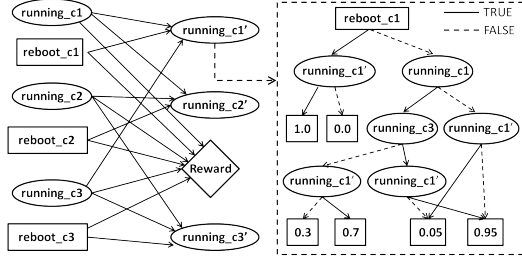 running_c1
reboot_c1
running_c2
reboot_c2
running_c3
reboot_c3
running_c1’
running_c2’
Reward
running_c3’
reboot_c1
TRUE
FALSE
running_c1’
running_c1
1.0
0.0
running_c3
running_c1’
running_c1’
running_c1’
0.3
0.7
0.05
0.95